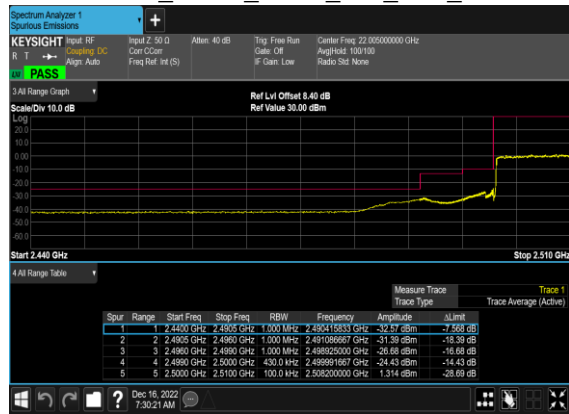 Spectrum Analyzer 1
Spurious Emissions
KEYSIGHT Input: RF Input Z: 50 Ω Atten: 40 dB Trig: Free Run Center Freq: 22.005000000 GHz
R T Coupling: DC Corr CCorr Gate: Off Avg|Hold: 100/100
Align: Auto Freq Ref: Int (S) IF Gain: Low Radio Std: None
PASS
3 All Range Graph
Ref Lvl Offset 8.40 dB
Scale/Div 10.0 dB Ref Value 30.00 dBm
Log
20.0
10.0
0.00
-10.0
-20.0
-30.0
-40.0
-50.0
-60.0
Start 2.440 GHz Stop 2.510 GHz
4 All Range Table
Measure Trace Trace 1
Trace Type Trace Average (Active)
Spur Range Start Freq Stop Freq RBW Frequency Amplitude ΔLimit
1 1 2.4400 GHz 2.4905 GHz 1.000 MHz 2.490415833 GHz -32.57 dBm -7.568 dB
2 2 2.4905 GHz 2.4960 GHz 1.000 MHz 2.491086667 GHz -31.39 dBm -18.39 dB
3 3 2.4960 GHz 2.4990 GHz 1.000 MHz 2.498925000 GHz -26.68 dBm -16.68 dB
4 4 2.4990 GHz 2.5000 GHz 430.0 kHz 2.499991667 GHz -24.43 dBm -14.43 dB
5 5 2.5000 GHz 2.5100 GHz 100.0 kHz 2.508200000 GHz 1.314 dBm -28.69 dB
? Dec 16, 2022
7:30:21 AM